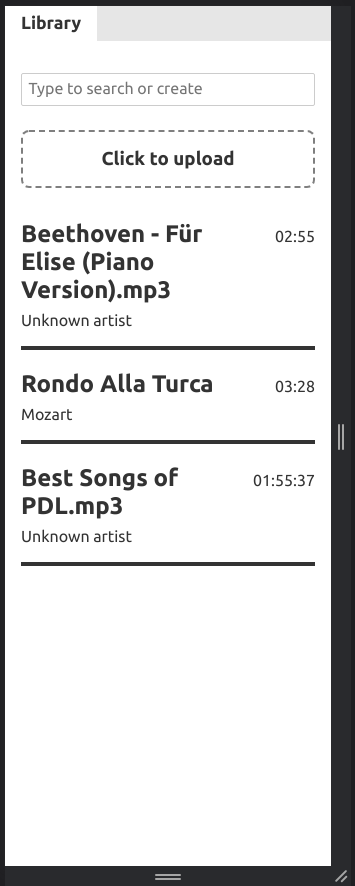 Library
Type to search or create
Click to upload
Beethoven - Für 02:55
Elise (Piano
Version).mp3
Unknown artist
Rondo Alla Turca 03:28
Mozart
Best Songs of 01:55:37
PDL.mp3
Unknown artist